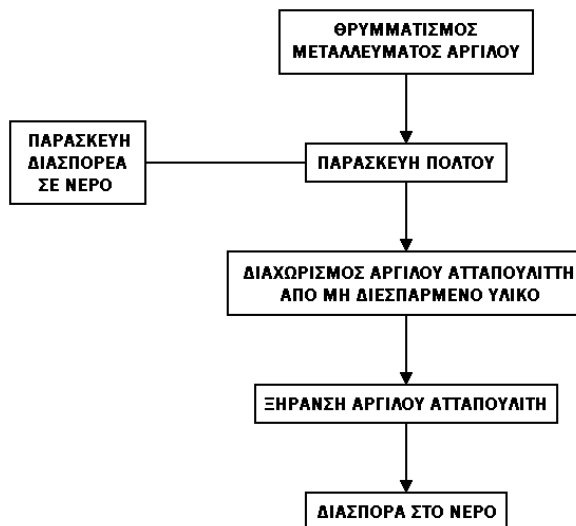 ΘΡΥΜΜΑΤΙΣΜΟΣ
ΜΕΤΑΛΛΕΥΜΑΤΟΣ ΑΡΓΙΛΟΥ
ΠΑΡΑΣΚΕΥΗ
ΔΙΑΣΠΟΡΕΑ
ΣΕ ΝΕΡΟ
ΠΑΡΑΣΚΕΥΗ ΠΟΛΤΟΥ
ΔΙΑΧΩΡΙΣΜΟΣ ΑΡΓΙΛΟΥ ΑΤΤΑΠΟΥΛΙΤΤΗ
ΑΠΟ ΜΗ ΔΙΕΣΠΑΡΜΕΝΟ ΥΛΙΚΟ
ΞΗΡΑΝΣΗ ΑΡΓΙΛΟΥ ΑΤΤΑΠΟΥΛΙΤΗ
ΔΙΑΣΠΟΡΑ ΣΤΟ ΝΕΡΟ